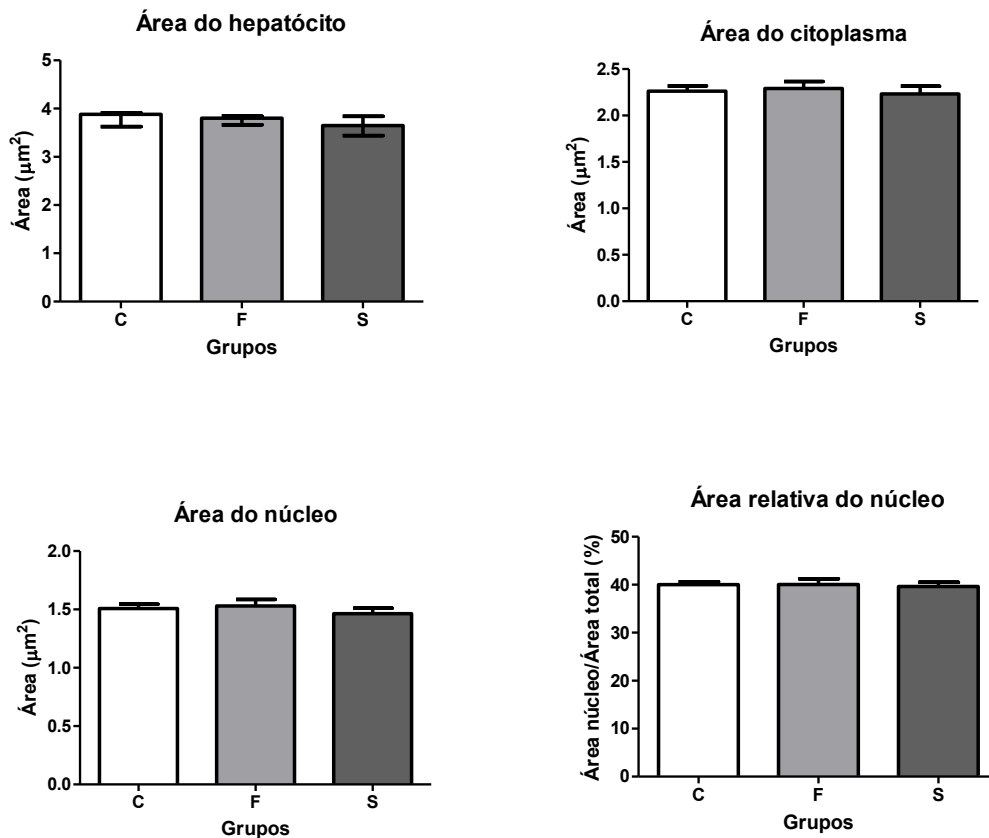 Área do hepatócito
Área (μm²)
5
4
3
2
1
0
C F S
Grupos
Área do citoplasma
Área (μm²)
2.5
2.0
1.5
1.0
0.5
0.0
C F S
Grupos
Área do núcleo
Área (μm²)
2.0
1.5
1.0
0.5
0.0
C F S
Grupos
Área relativa do núcleo
Área núcleo/Área total (%)
50
40
30
20
10
0
C F S
Grupos